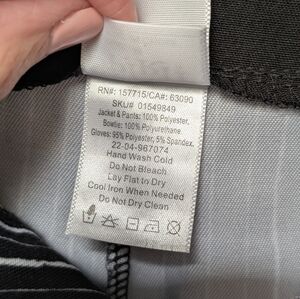 RN#: 157715/CA#: 63090
SKU# 01549849
Jacket & Pants: 100% Polyester,
Bowtie: 100% Polyurethane
Gloves: 95% Polyester, 5% Spandex.
22-04-967074
Hand Wash Cold
Do Not Bleach
Lay Flat to Dry
Cool Iron When Needed
Do Not Dry Clean